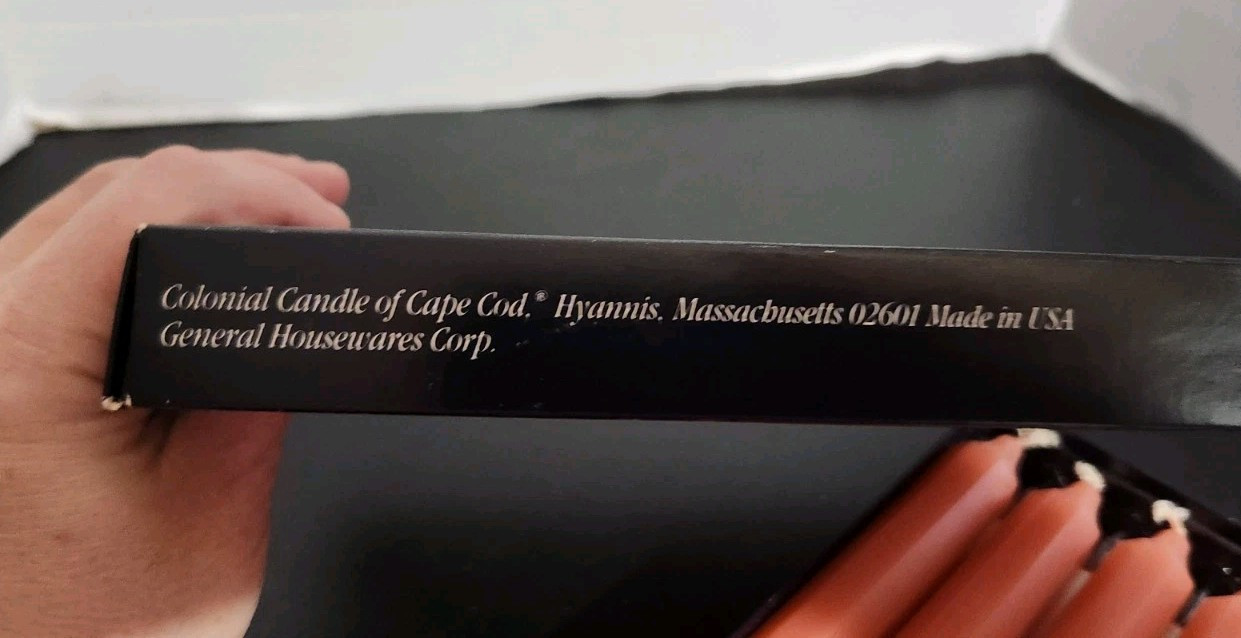 Colonial Candle of Cape Cod,® Hyannis, Massachusetts 02601 Made in USA
General Housewares Corp.